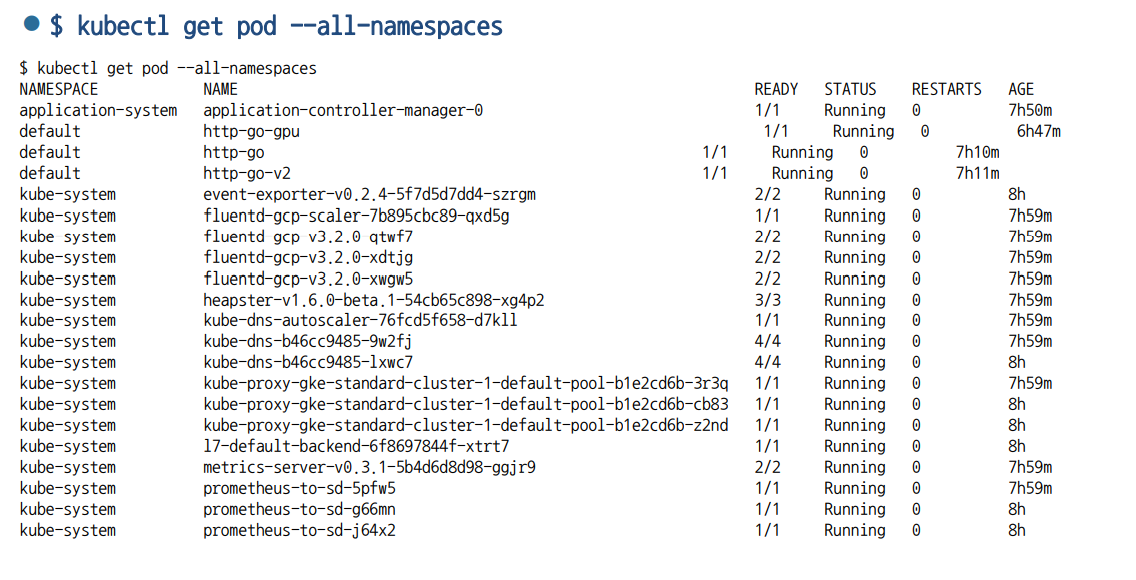 ● $ kubectl get pod --all-namespaces
$ kubectl get pod --all-namespaces
NAMESPACE NAME READY STATUS RESTARTS AGE
application-system application-controller-manager-0 1/1 Running 0 7h50m
default http-go-gpu 1/1 Running 0 6h47m
default http-go 1/1 Running 0 7h10m
default http-go-v2 1/1 Running 0 7h11m
kube-system event-exporter-v0.2.4-5f7d5d7dd4-szrgm 2/2 Running 0 8h
kube-system fluentd-gcp-scaler-7b895cbc89-qxd5g 1/1 Running 0 7h59m
kube system fluentd gcp v3.2.0 qtwf7 2/2 Running 0 7h59m
kube-system fluentd-gcp-v3.2.0-xdtjg 2/2 Running 0 7h59m
kube-system fluentd-gcp-v3.2.0-xwgw5 2/2 Running 0 7h59m
kube-system heapster-v1.6.0-beta.1-54cb65c898-xg4p2 3/3 Running 0 7h59m
kube-system kube-dns-autoscaler-76fcd5f658-d7kll 1/1 Running 0 7h59m
kube-system kube-dns-b46cc9485-9w2fj 4/4 Running 0 7h59m
kube-system kube-dns-b46cc9485-lxwc7 4/4 Running 0 8h
kube-system kube-proxy-gke-standard-cluster-1-default-pool-b1e2cd6b-3r3q 1/1 Running 0 7h59m
kube-system kube-proxy-gke-standard-cluster-1-default-pool-b1e2cd6b-cb83 1/1 Running 0 8h
kube-system kube-proxy-gke-standard-cluster-1-default-pool-b1e2cd6b-z2nd 1/1 Running 0 8h
kube-system l7-default-backend-6f8697844f-xtrt7 1/1 Running 0 8h
kube-system metrics-server-v0.3.1-5b4d6d8d98-ggjr9 2/2 Running 0 7h59m
kube-system prometheus-to-sd-5pfw5 1/1 Running 0 7h59m
kube-system prometheus-to-sd-g66mn 1/1 Running 0 8h
kube-system prometheus-to-sd-j64x2 1/1 Running 0 8h